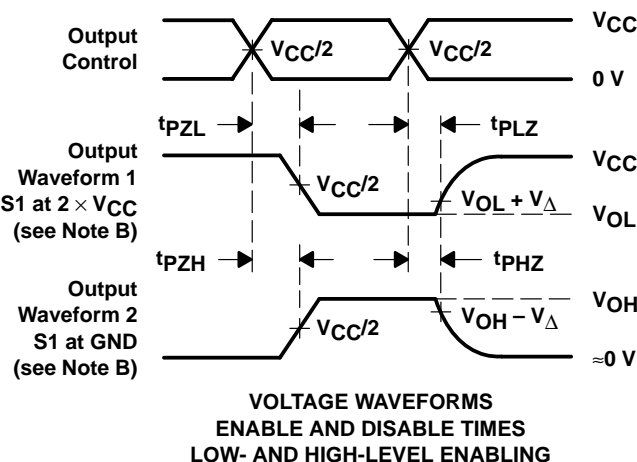 Output
Control
VCC/2
VCC/2
VCC
0 V
tPZL
tPLZ
Output
Waveform 1
S1 at 2 × VCC
(see Note B)
VCC/2
VCC
VOL + VΔ
VOL
tPZH
tPHZ
Output
Waveform 2
S1 at GND
(see Note B)
VCC/2
VOH
VOH − VΔ
≈0 V
VOLTAGE WAVEFORMS
ENABLE AND DISABLE TIMES
LOW- AND HIGH-LEVEL ENABLING